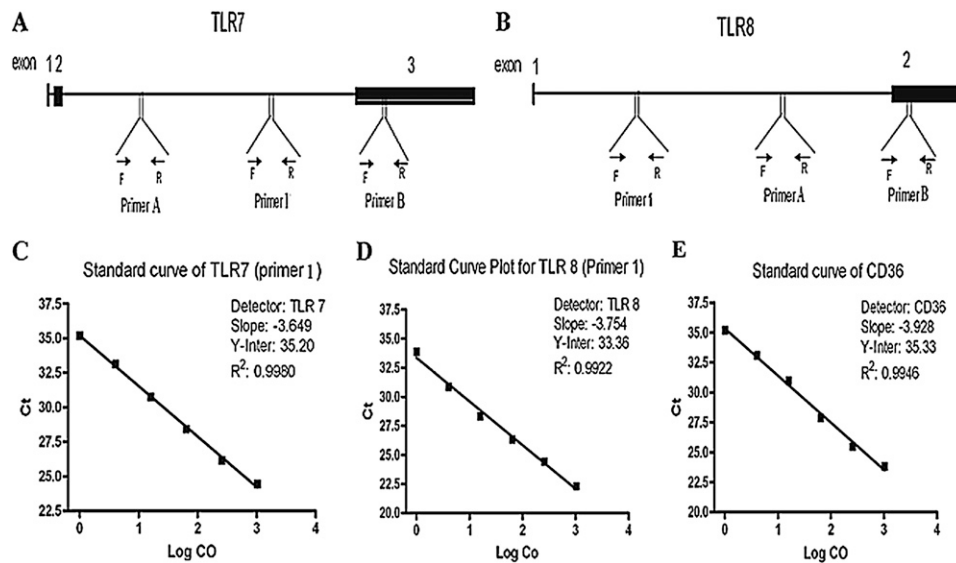 A
TLR7
exon 1 2
3
F R
F R
F R
Primer A
Primer1
Primer B
B
TLR8
exon 1
2
F R
F R
F R
Primer 1
PrimerA
PrimerB
C
Standard curve of TLR7 (primer 1)
Detector: TLR 7
Slope: -3.649
Y-Inter: 35.20
R²: 0.9980
Ct
37.5
35.0
32.5
30.0
27.5
25.0
22.5
0 1 2 3 4
Log CO
D
Standard Curve Plot for TLR 8 (Primer 1)
Detector: TLR 8
Slope: -3.754
Y-Inter: 33.36
R²: 0.9922
Ct
37.5
35.0
32.5
30.0
27.5
25.0
22.5
20.0
0 1 2 3 4
Log Co
E
Standard curve of CD36
Detector: CD36
Slope: -3.928
Y-Inter: 35.33
R²: 0.9946
Ct
37.5
35.0
32.5
30.0
27.5
25.0
22.5
20.0
0 1 2 3 4
Log CO